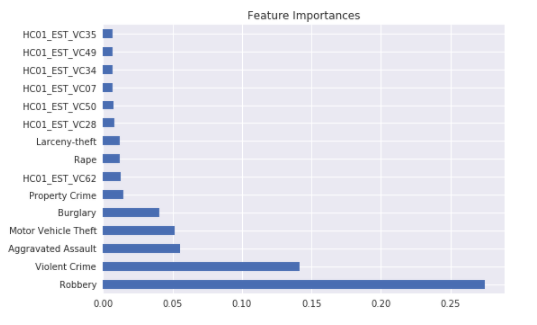 Feature Importances
HC01_EST_VC35
HC01_EST_VC49
HC01_EST_VC34
HC01_EST_VC07
HC01_EST_VC50
HC01_EST_VC28
Larceny-theft
Rape
HC01_EST_VC62
Property Crime
Burglary
Motor Vehicle Theft
Aggravated Assault
Violent Crime
Robbery
0.00 0.05 0.10 0.15 0.20 0.25